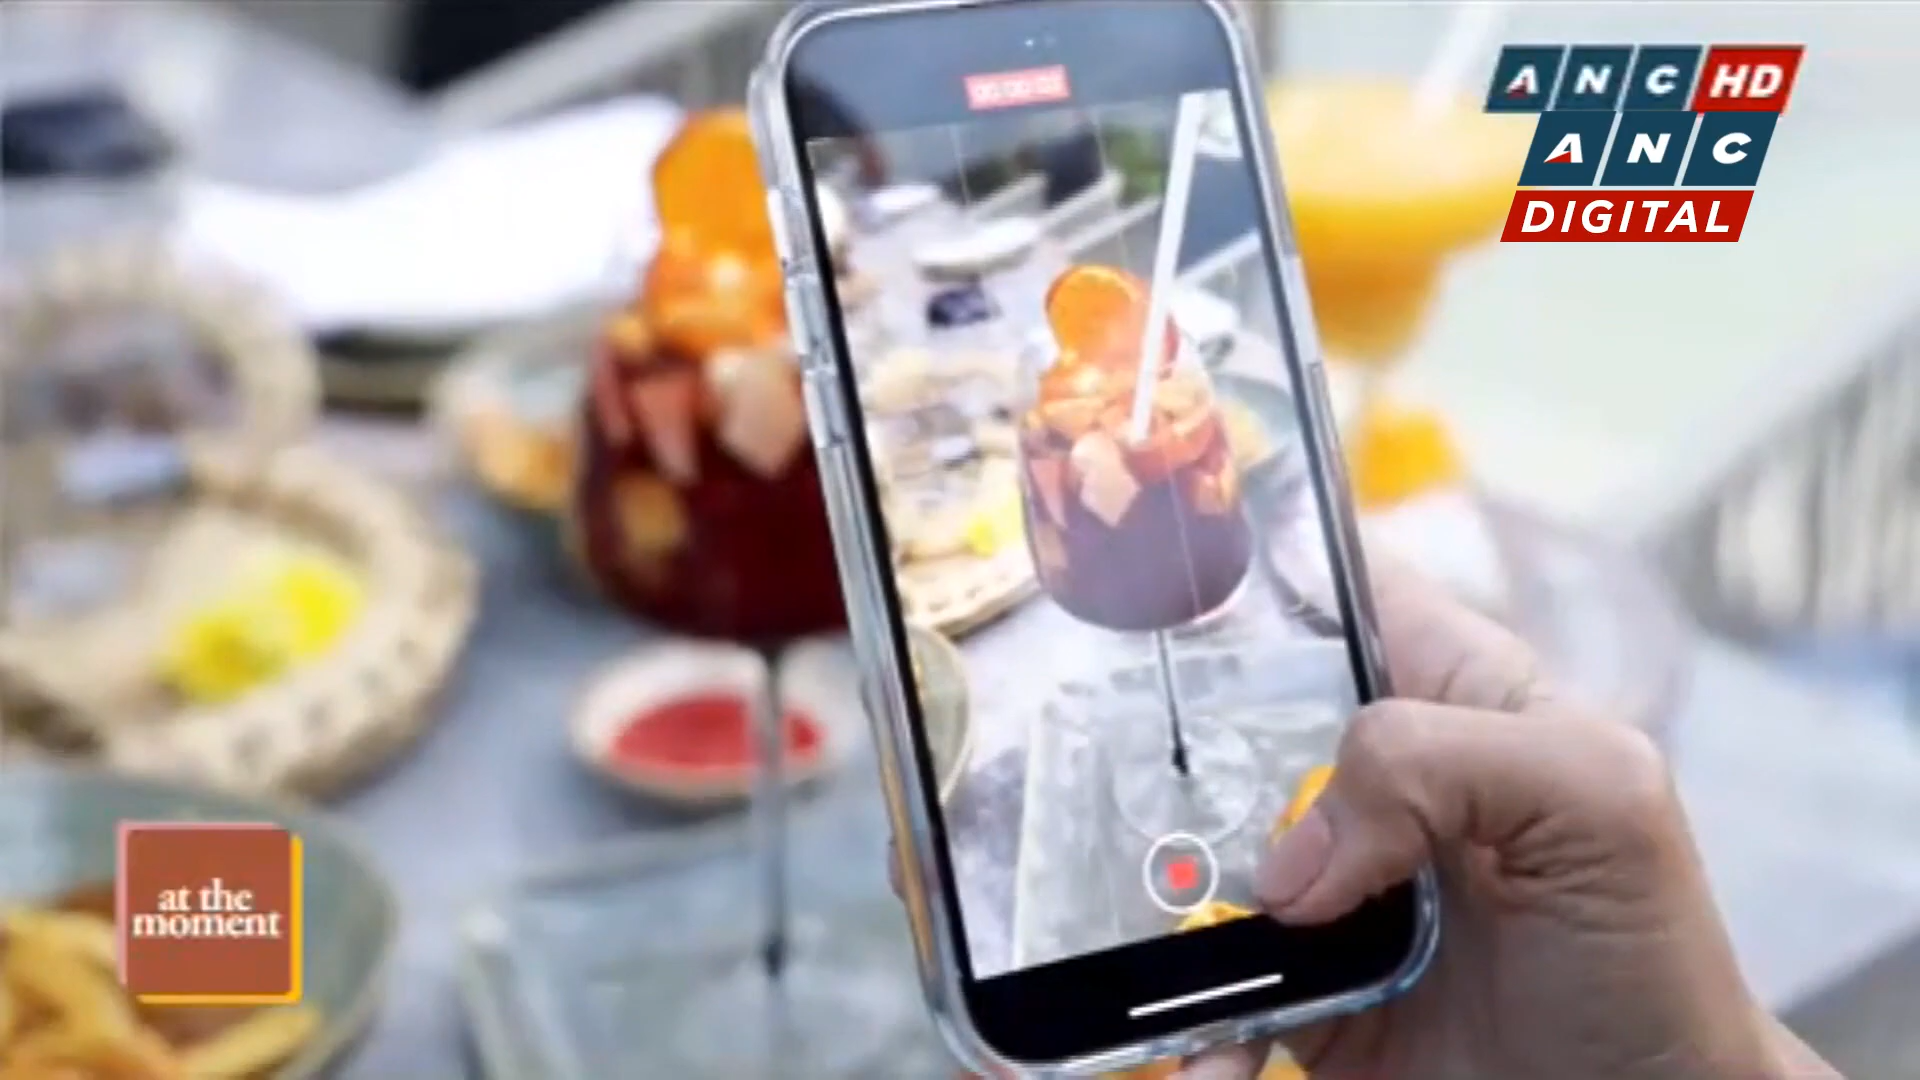 ANC HD
ANC
DIGITAL
at the
moment